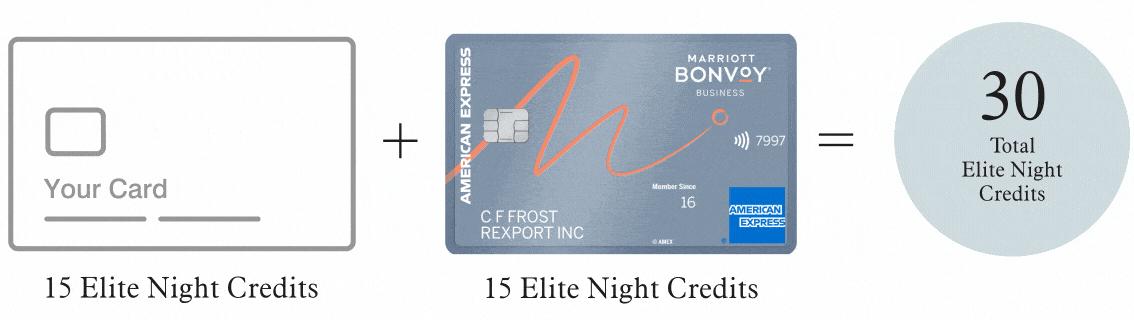 Your Card
15 Elite Night Credits
+
AMERICAN EXPRESS
MARRIOTT
BONVOY
BUSINESS
7997
Member Since
16
C F FROST
REXPORT INC
© AMEX
AMERICAN
EXPRESS
15 Elite Night Credits
=
30
Total
Elite Night
Credits